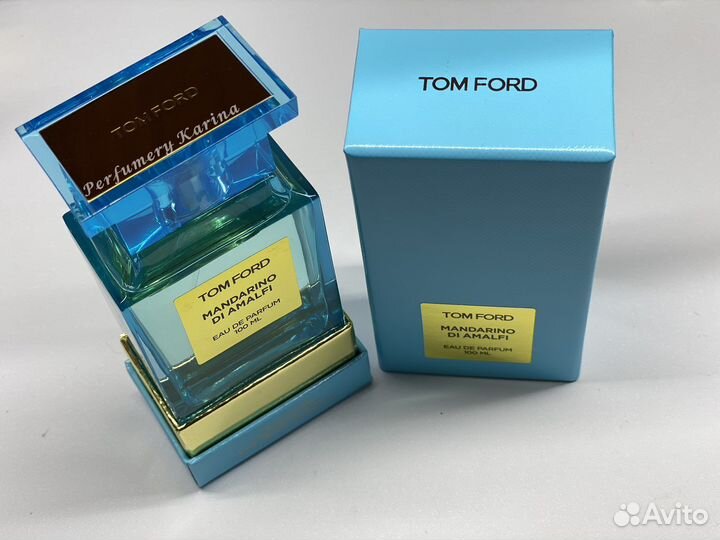 TOM FORD
Perfumery Karina
TOM FORD
MANDARINO
DI AMALFI
EAU DE PARFUM
100 ML
TOM FORD
TOM FORD
MANDARINO
DI AMALFI
EAU DE PARFUM
100 ML
Avito